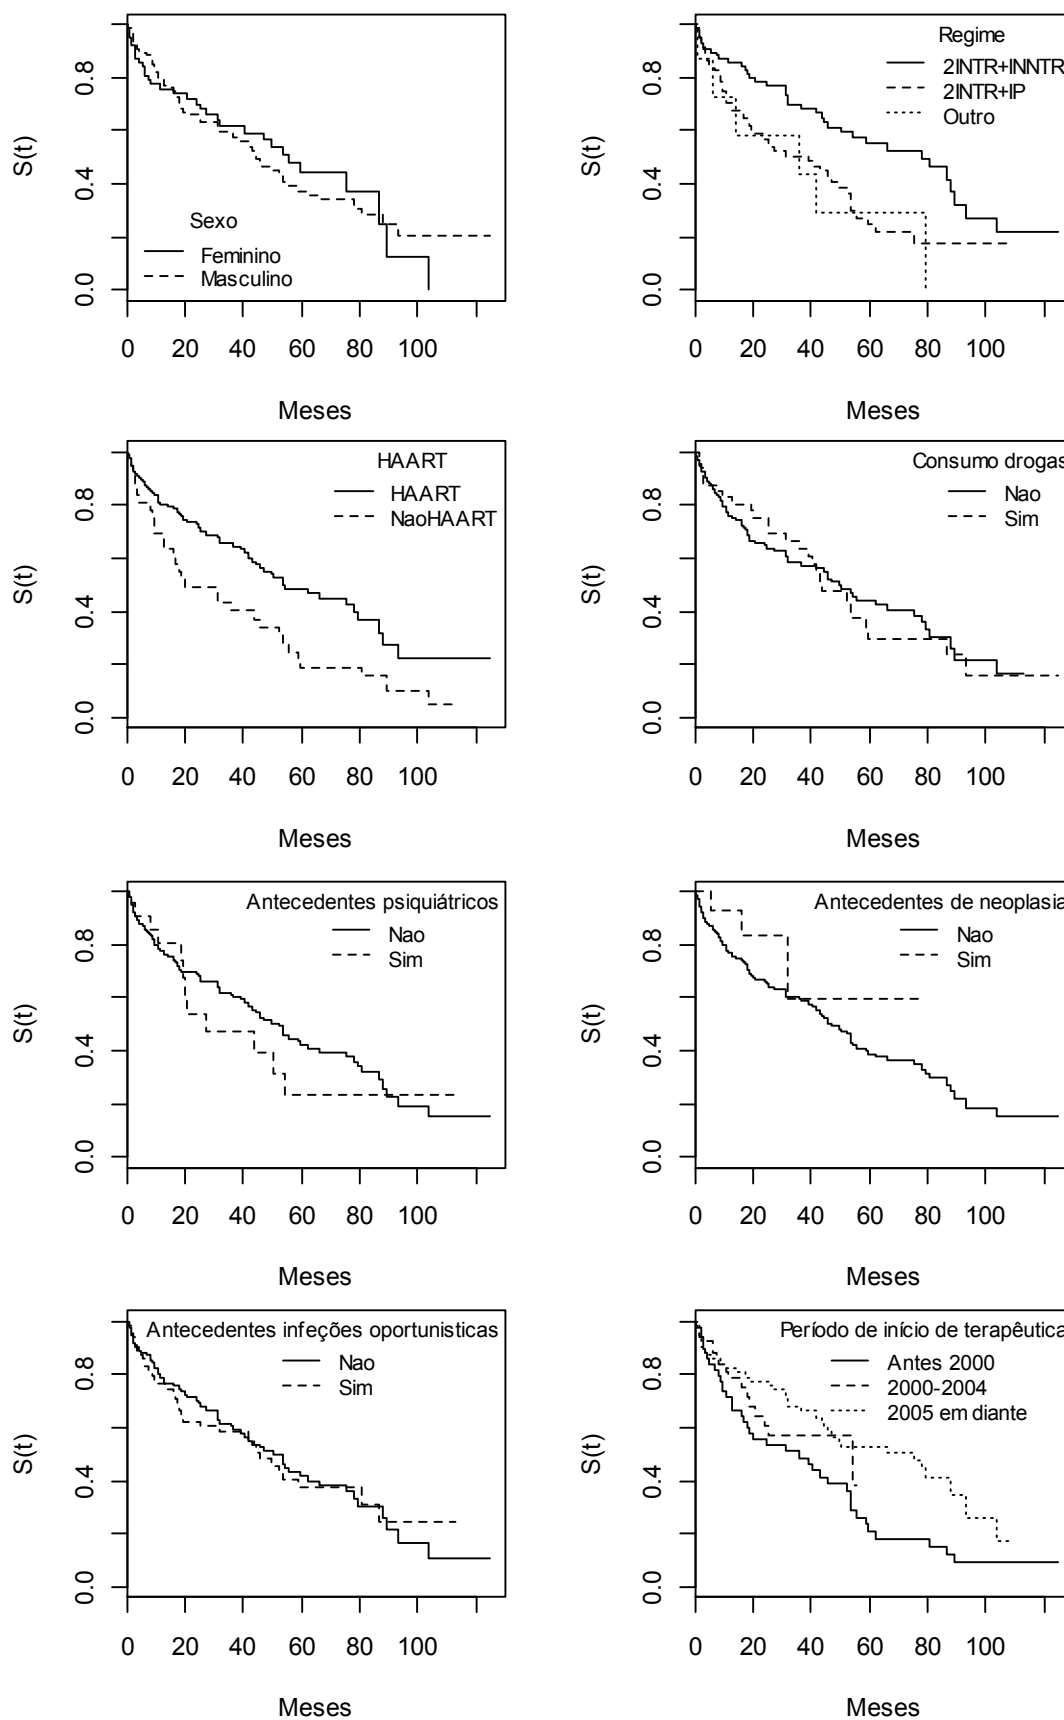 S(t)
0.8
0.4
0.0
Sexo
Feminino
Masculino
0 20 40 60 80 100
Meses
S(t)
0.8
0.4
0.0
Regime
2INTR+INNTR
2INTR+IP
Outro
0 20 40 60 80 100
Meses
S(t)
0.8
0.4
0.0
HAART
HAART
NaoHAART
0 20 40 60 80 100
Meses
S(t)
0.8
0.4
0.0
Consumo drogas
Nao
Sim
0 20 40 60 80 100
Meses
S(t)
0.8
0.4
0.0
Antecedentes psiquiátricos
Nao
Sim
0 20 40 60 80 100
Meses
S(t)
0.8
0.4
0.0
Antecedentes de neoplasia
Nao
Sim
0 20 40 60 80 100
Meses
S(t)
0.8
0.4
0.0
Antecedentes infeções oportunisticas
Nao
Sim
0 20 40 60 80 100
Meses
S(t)
0.8
0.4
0.0
Período de início de terapêutica
Antes 2000
2000-2004
2005 em diante
0 20 40 60 80 100
Meses